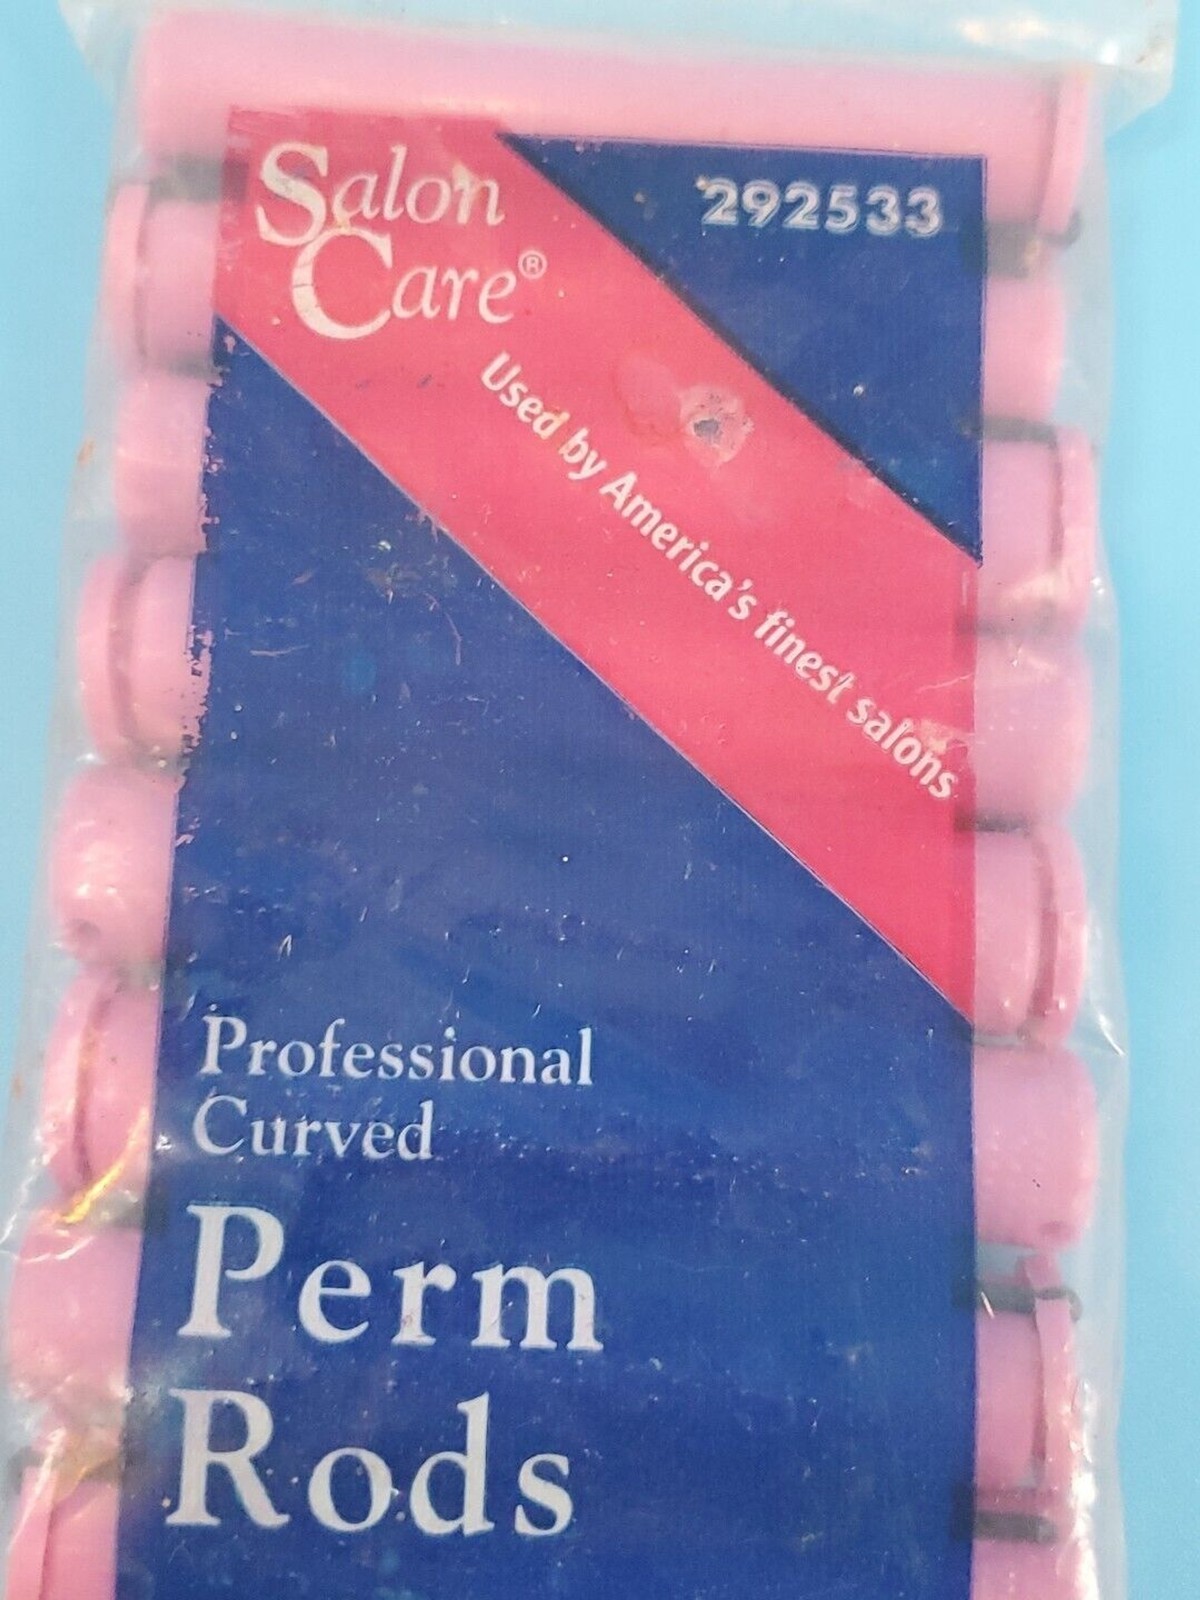 Salon
Care®
292533
Used by America's finest salons
Professional
Curved
Perm
Rods